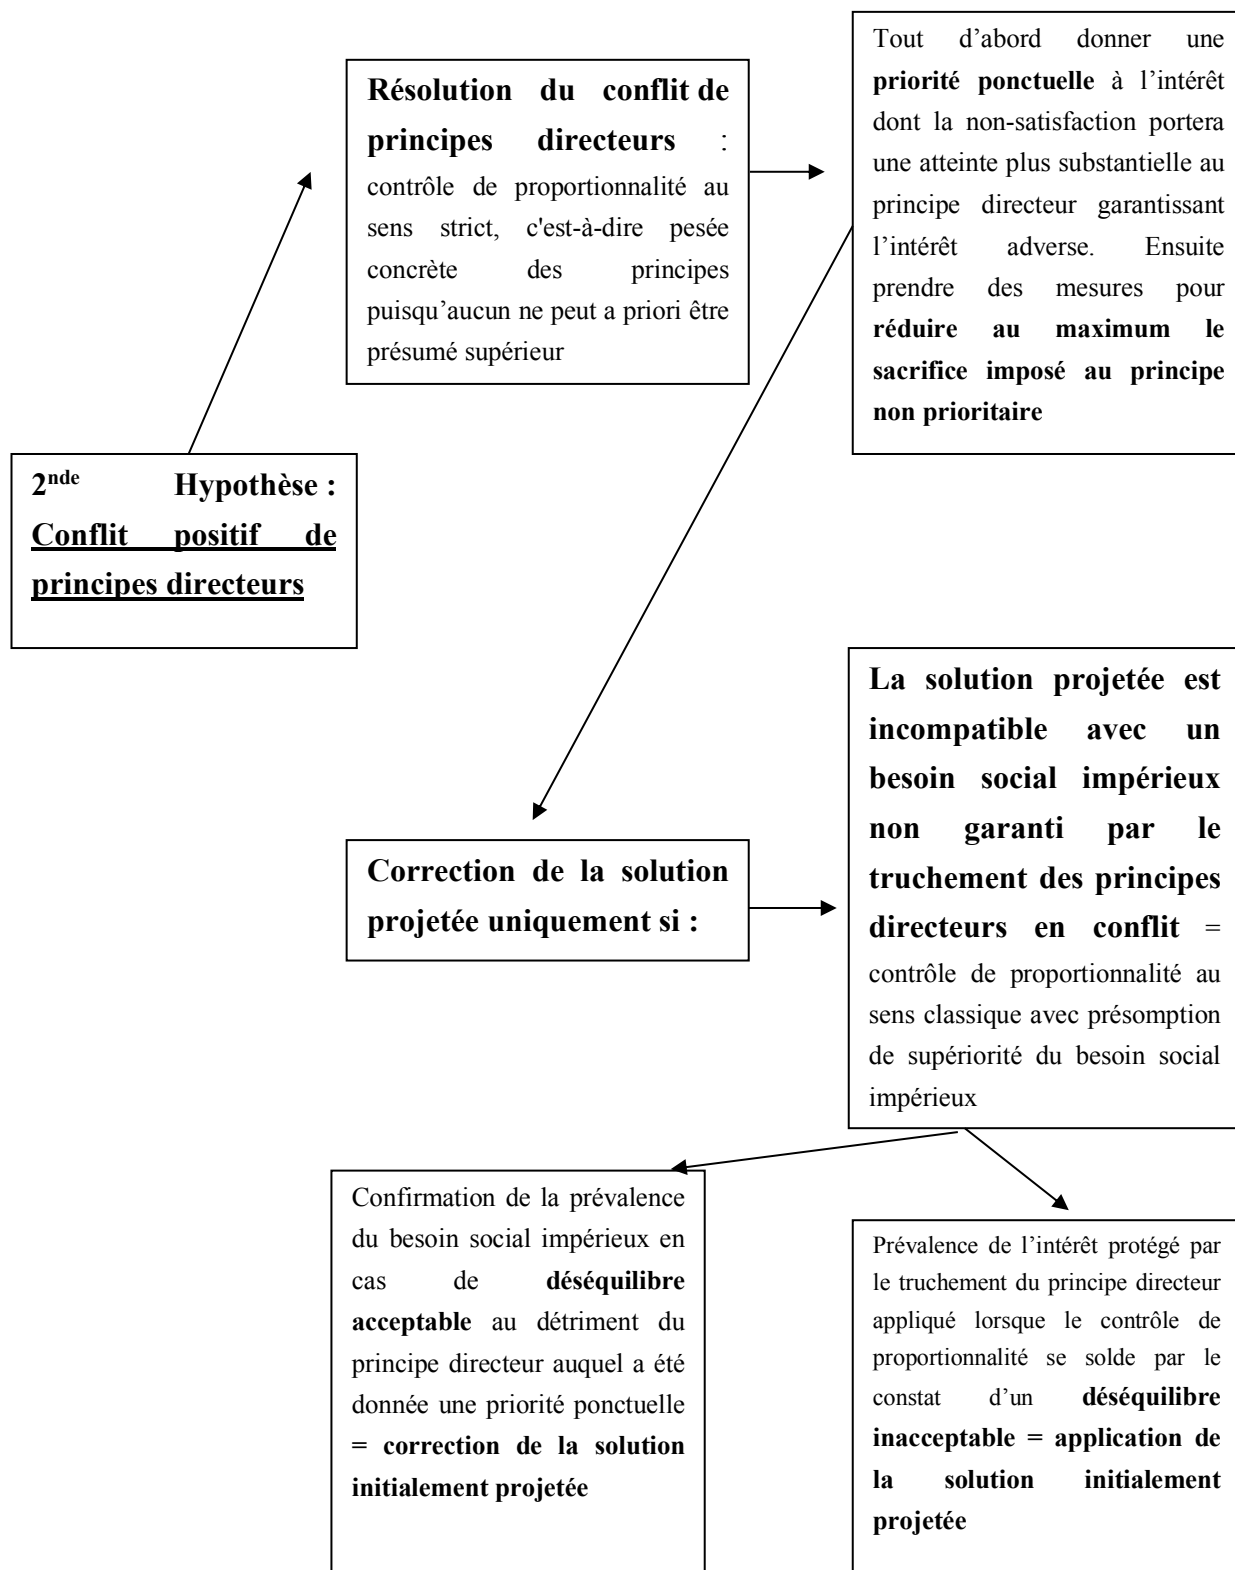 2nde Hypothèse :
Conflit positif de
principes directeurs
Résolution du conflit de
principes directeurs :
contrôle de proportionnalité au
sens strict, c'est-à-dire pesée
concrète des principes
puisqu’aucun ne peut a priori être
présumé supérieur
Tout d’abord donner une
priorité ponctuelle à l’intérêt
dont la non-satisfaction portera
une atteinte plus substantielle au
principe directeur garantissant
l’intérêt adverse. Ensuite
prendre des mesures pour
réduire au maximum le
sacrifice imposé au principe
non prioritaire
Correction de la solution
projetée uniquement si :
La solution projetée est
incompatible avec un
besoin social impérieux
non garanti par le
truchement des principes
directeurs en conflit =
contrôle de proportionnalité au
sens classique avec présomption
de supériorité du besoin social
impérieux
Confirmation de la prévalence
du besoin social impérieux en
cas de déséquilibre
acceptable au détriment du
principe directeur auquel a été
donnée une priorité ponctuelle
= correction de la solution
initialement projetée
Prévalence de l’intérêt protégé par
le truchement du principe directeur
appliqué lorsque le contrôle de
proportionnalité se solde par le
constat d’un déséquilibre
inacceptable = application de
la solution initialement
projetée